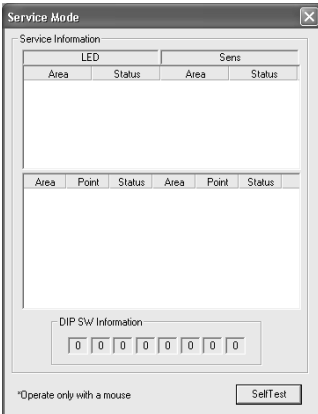 Service Mode
Service Information
LED Sens
Area Status Area Status
Area Point Status Area Point Status
DIP SW Information
0 0 0 0 0 0 0 0
*Operate only with a mouse
SelfTest